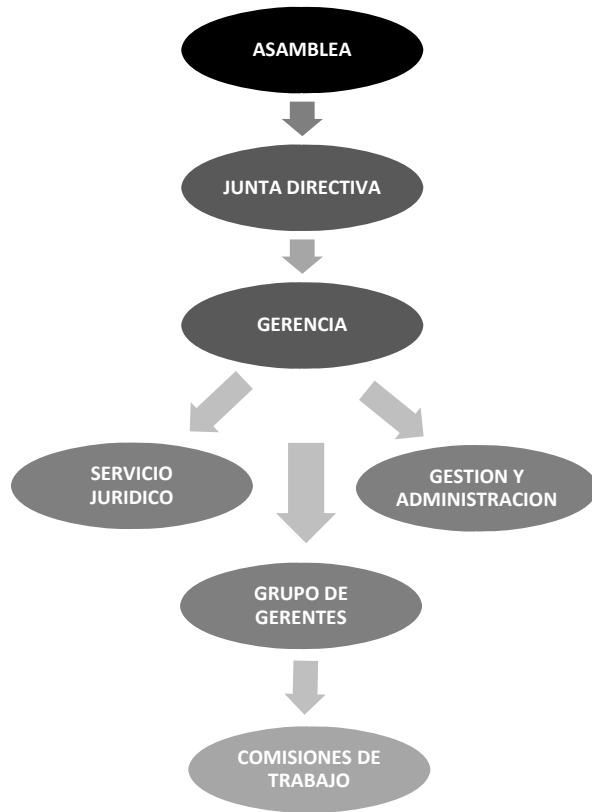 ASAMBLEA
JUNTA DIRECTIVA
GERENCIA
SERVICIO
JURIDICO
GESTION Y
ADMINISTRACION
GRUPO DE
GERENTES
COMISIONES DE
TRABAJO